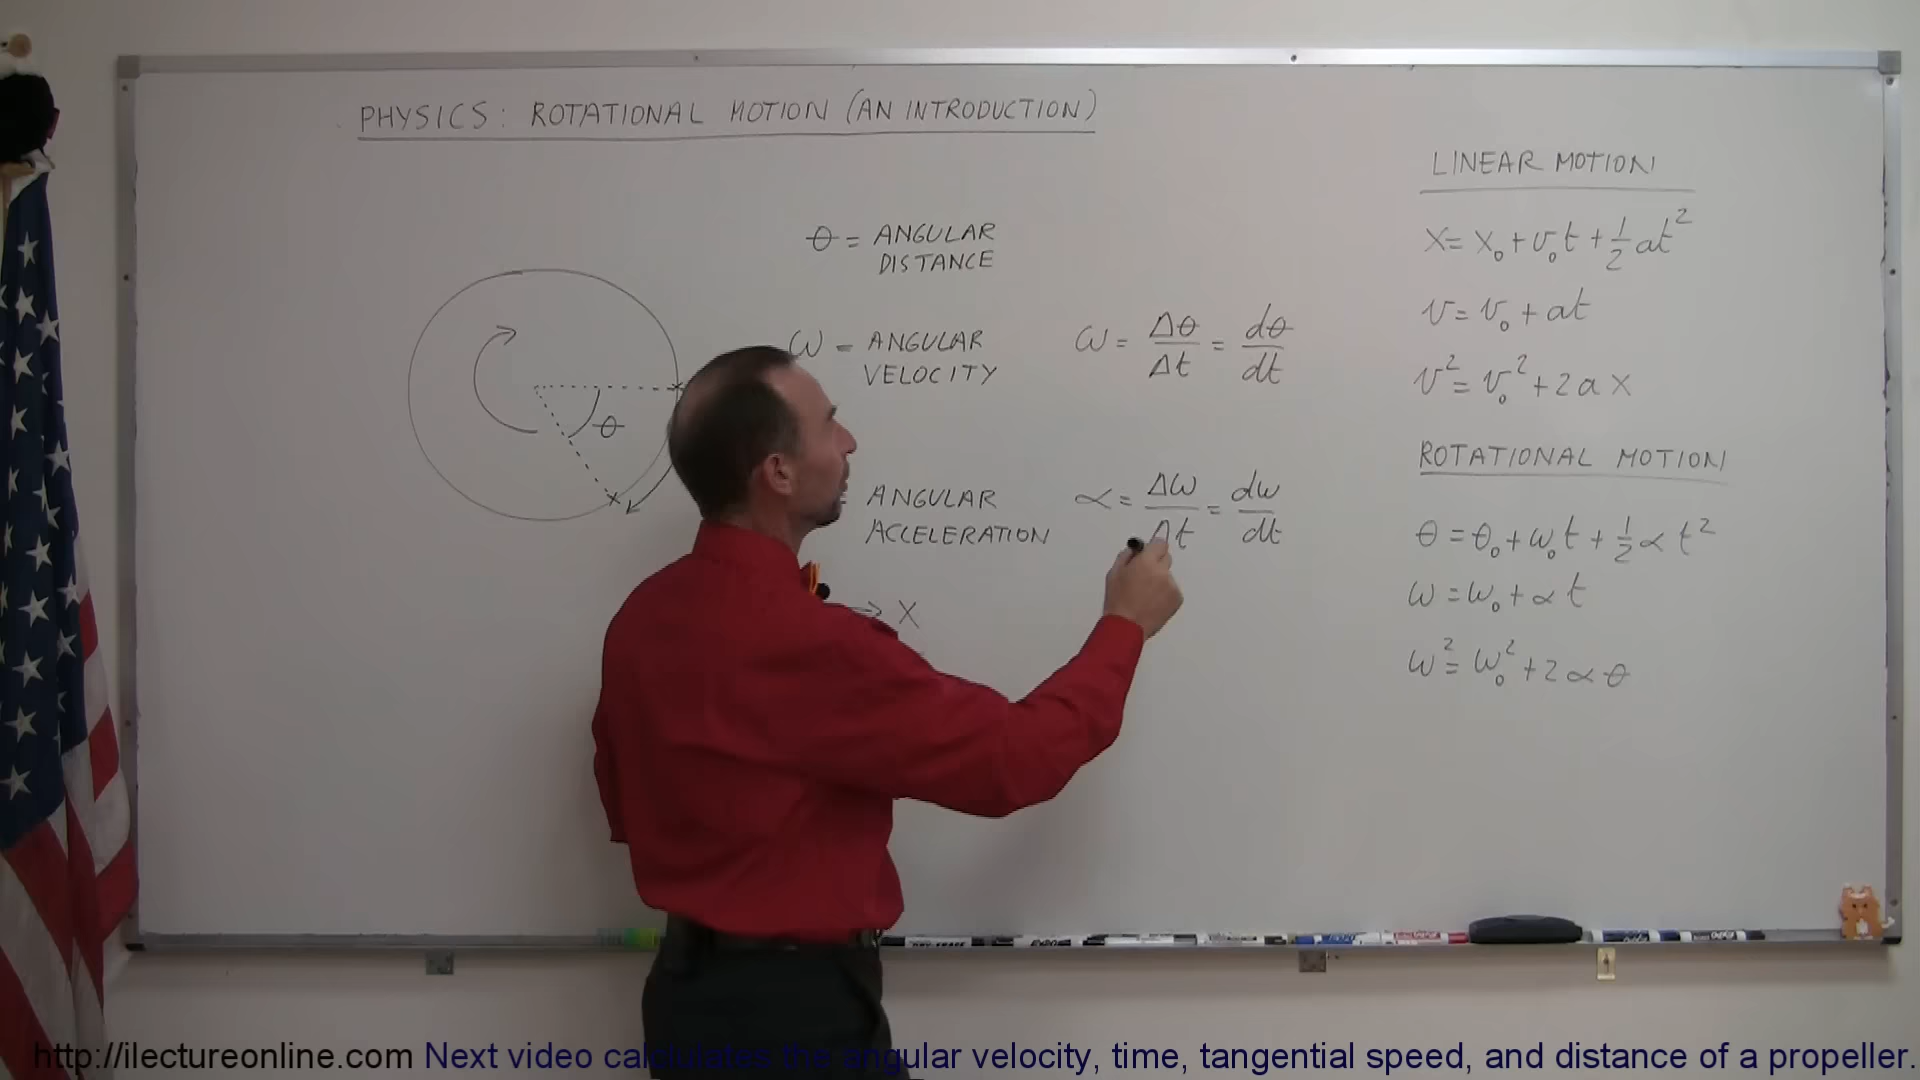 PHYSICS: ROTATIONAL MOTION (AN INTRODUCTION)
θ = ANGULAR
DISTANCE
ω = ANGULAR
VELOCITY
ω = Δθ/Δt = dθ/dt
= ANGULAR
ACCELERATION
α = Δω/Δt = dω/dt
→ X
θ
LINEAR MOTION
x = x₀ + v₀t + ½at²
v = v₀ + at
v² = v₀² + 2ax
ROTATIONAL MOTION
θ = θ₀ + ω₀t + ½αt²
ω = ω₀ + αt
ω² = ω₀² + 2αθ
http://ilectureonline.com Next video calculates the angular velocity, time, tangential speed, and distance of a propeller.